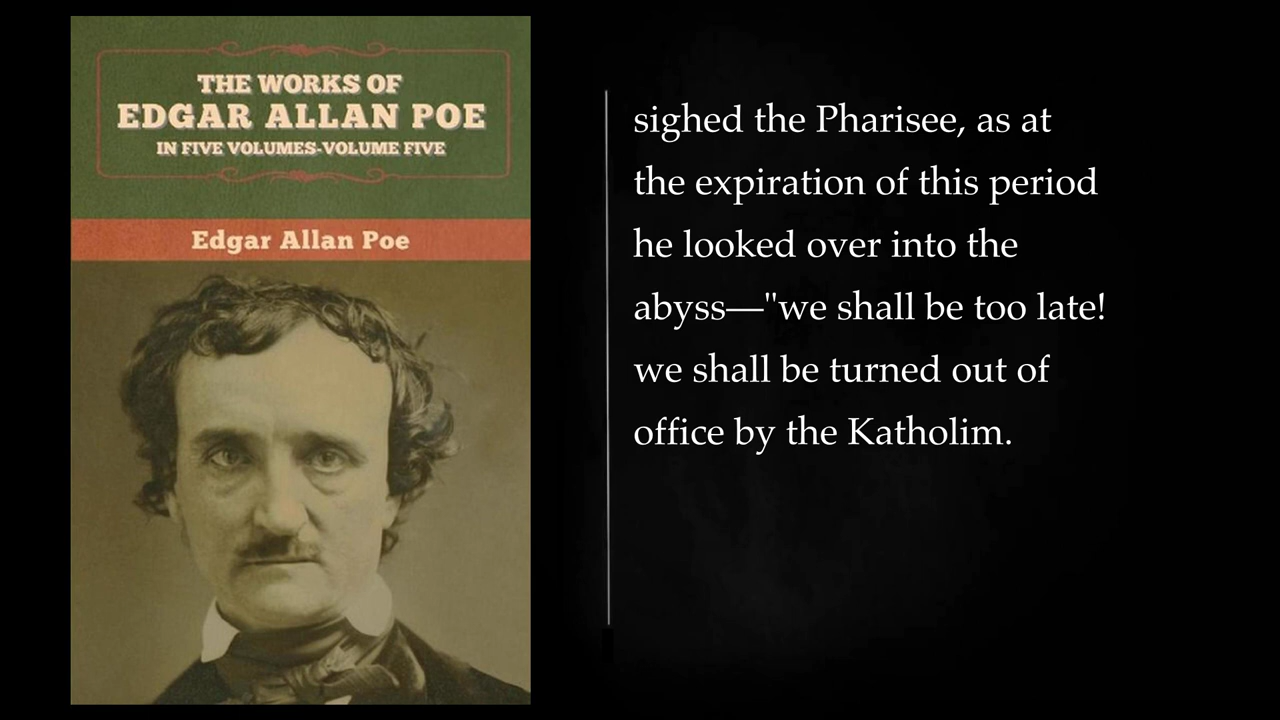 THE WORKS OF
EDGAR ALLAN POE
IN FIVE VOLUMES-VOLUME FIVE
Edgar Allan Poe
sighed the Pharisee, as at
the expiration of this period
he looked over into the
abyss—"we shall be too late!
we shall be turned out of
office by the Katholim.